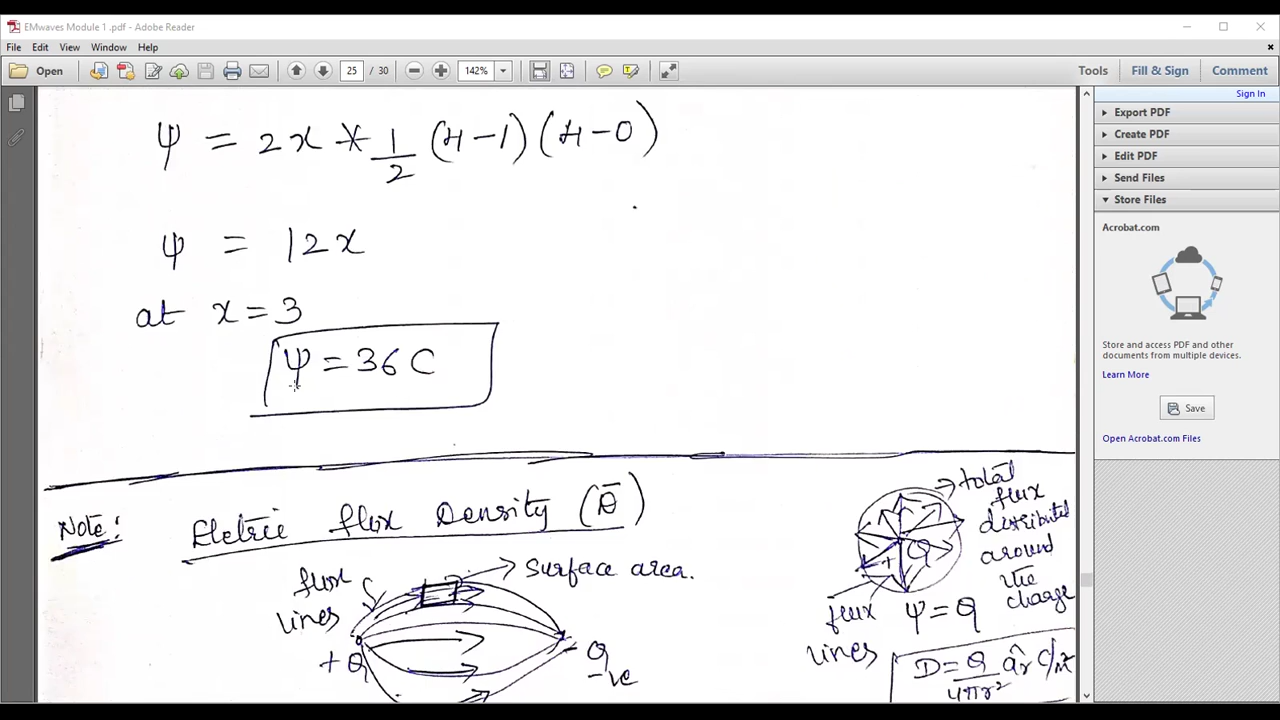 EMwaves Module 1 .pdf - Adobe Reader
File Edit View Window Help
Open 25 / 30 142% Tools Fill & Sign Comment
Sign In
Export PDF
Create PDF
Edit PDF
Send Files
Store Files
Acrobat.com
Store and access PDF and other
documents from multiple devices.
Learn More
Save
Open Acrobat.com Files
ψ = 2x * 1/2 (4-1) (4-0)
ψ = 12x
at x = 3
ψ = 36 C
Note: Eletric flux Density (D̅)
flux lines
surface area.
+Q
-Q
-ve
total
flux
distributed
around
the
charge
Q
+
flux lines
ψ = Q
D = Q/4πr² âr C/m²